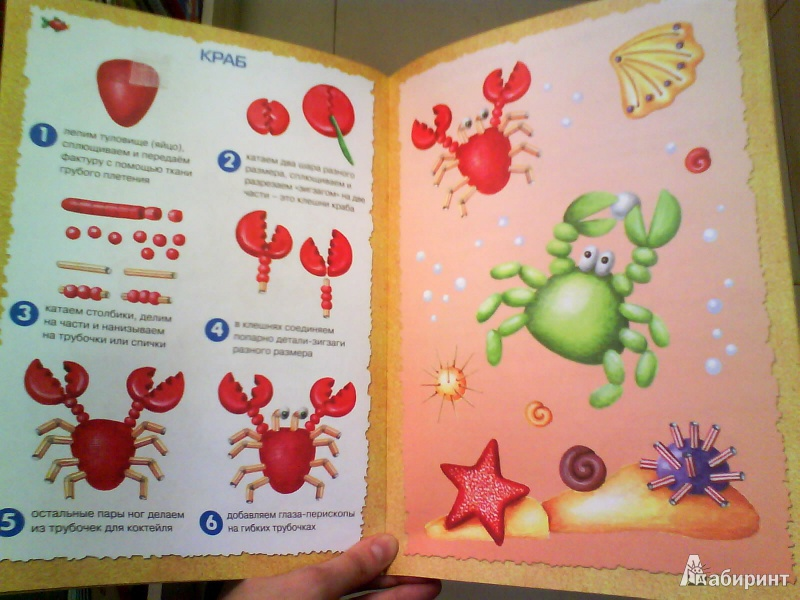 КРАБ
1
лепим туловище (яйцо),
сплющиваем и передаём
фактуру с помощью ткани
грубого плетения
2
катаем два шара разного
размера, сплющиваем и
разрезаем «зигзагом» на две
части – это клешни краба
3
катаем столбики, делим
на части и нанизываем
на трубочки или спички
4
в клешнях соединяем
попарно детали-зигзаги
разного размера
5
остальные пары ног делаем
из трубочек для коктейля
6
добавляем глаза-перископы
на гибких трубочках
Лабиринт